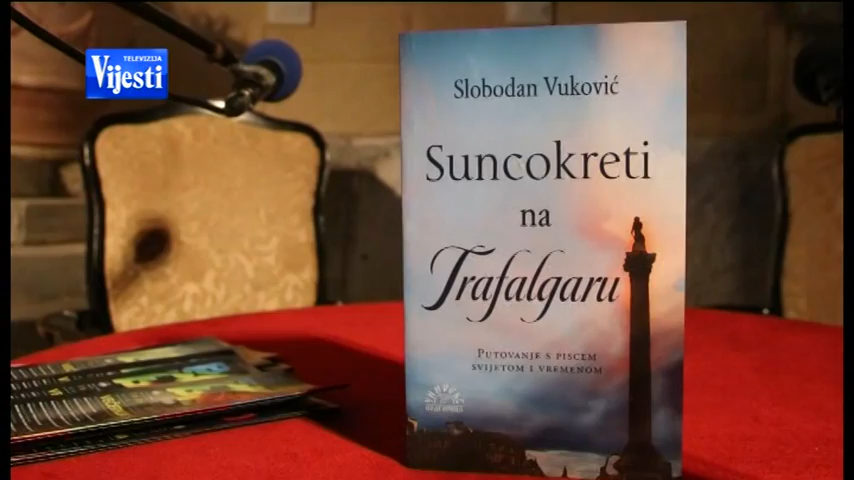 TELEVIZIJA
Vijesti
Slobodan Vuković
Suncokreti
na
Trafalgaru
PUTOVANJE S PISCEM
SVIJETOM I VREMENOM